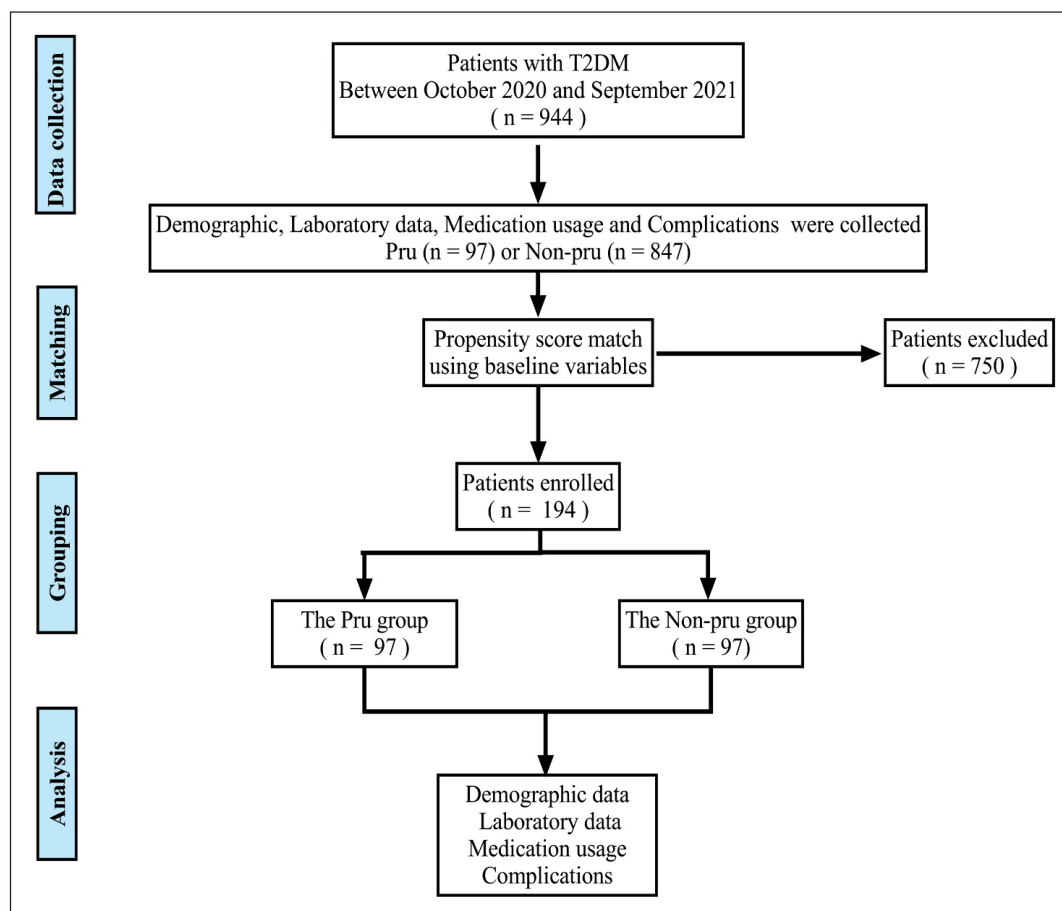 Data collection
Patients with T2DM
Between October 2020 and September 2021
( n = 944 )
Demographic, Laboratory data, Medication usage and Complications were collected
Pru (n = 97) or Non-pru (n = 847)
Matching
Propensity score match
using baseline variables
Patients excluded
( n = 750 )
Grouping
Patients enrolled
( n = 194 )
The Pru group
( n = 97 )
The Non-pru group
( n = 97)
Analysis
Demographic data
Laboratory data
Medication usage
Complications